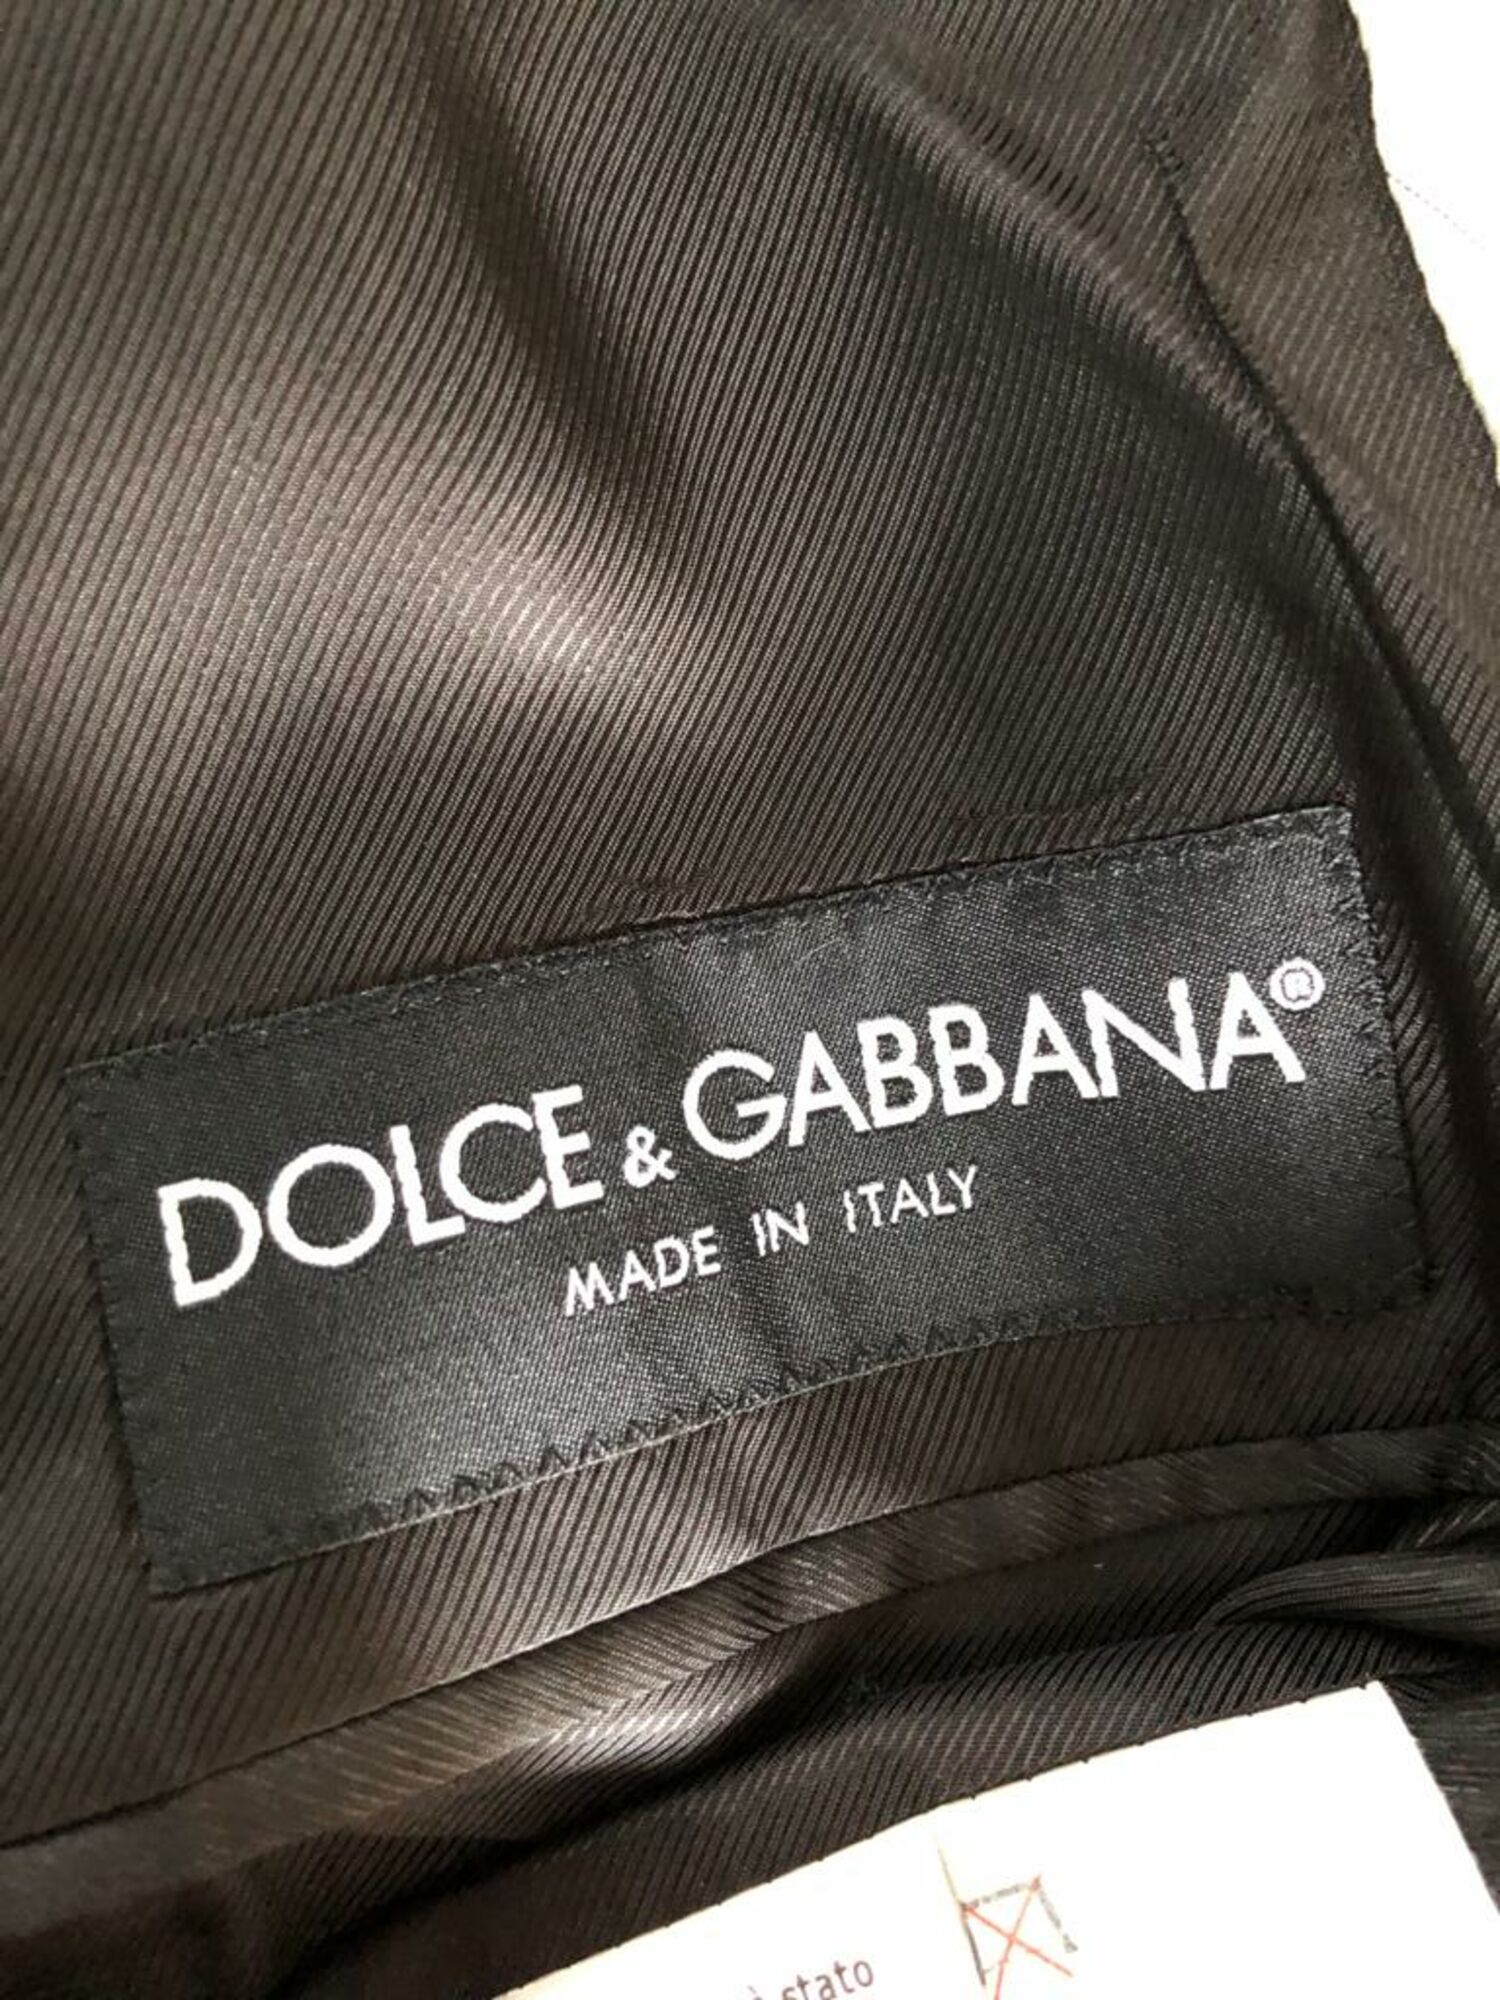 DOLCE & GABBANA®
MADE IN ITALY
è stato